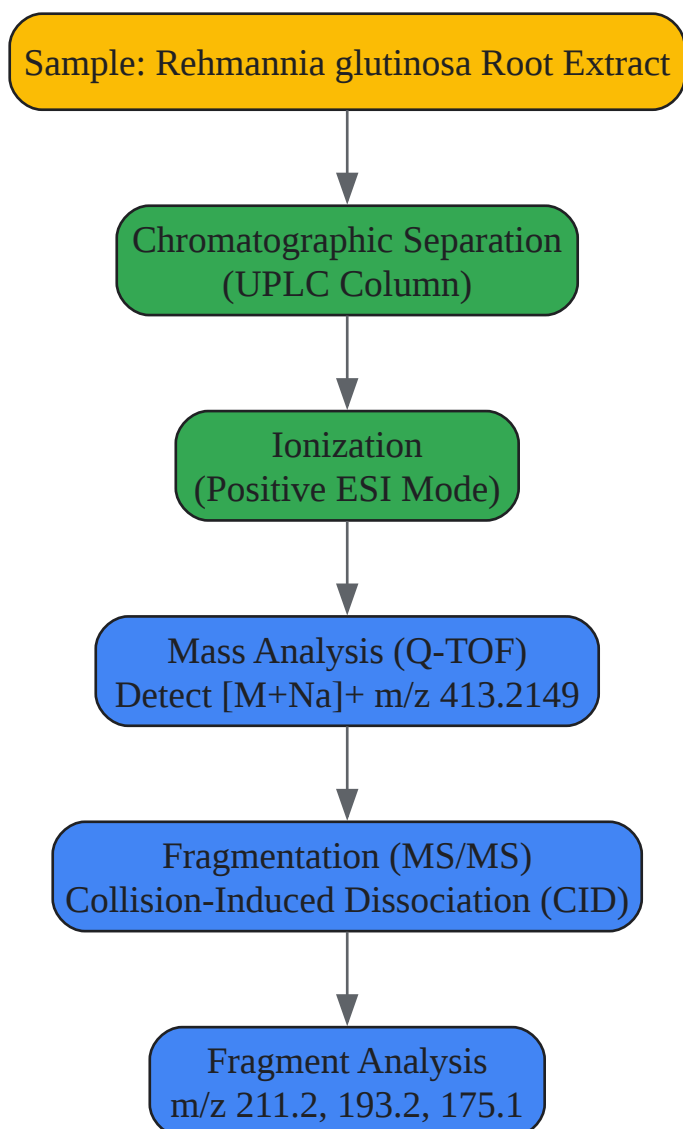 Sample: Rehmannia glutinosa Root Extract
Chromatographic Separation
(UPLC Column)
Ionization
(Positive ESI Mode)
Mass Analysis (Q-TOF)
Detect [M+Na]+ m/z 413.2149
Fragmentation (MS/MS)
Collision-Induced Dissociation (CID)
Fragment Analysis
m/z 211.2, 193.2, 175.1